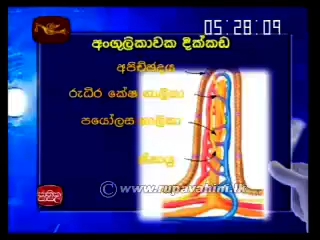 05:28:09
අංගුලිකාවක දික්කඩ
අපිච්ඡදය
රුධිර කේෂ නාලිකා
පයෝලස නාලිකා
ස්නායු
©www.rupavahini.lk